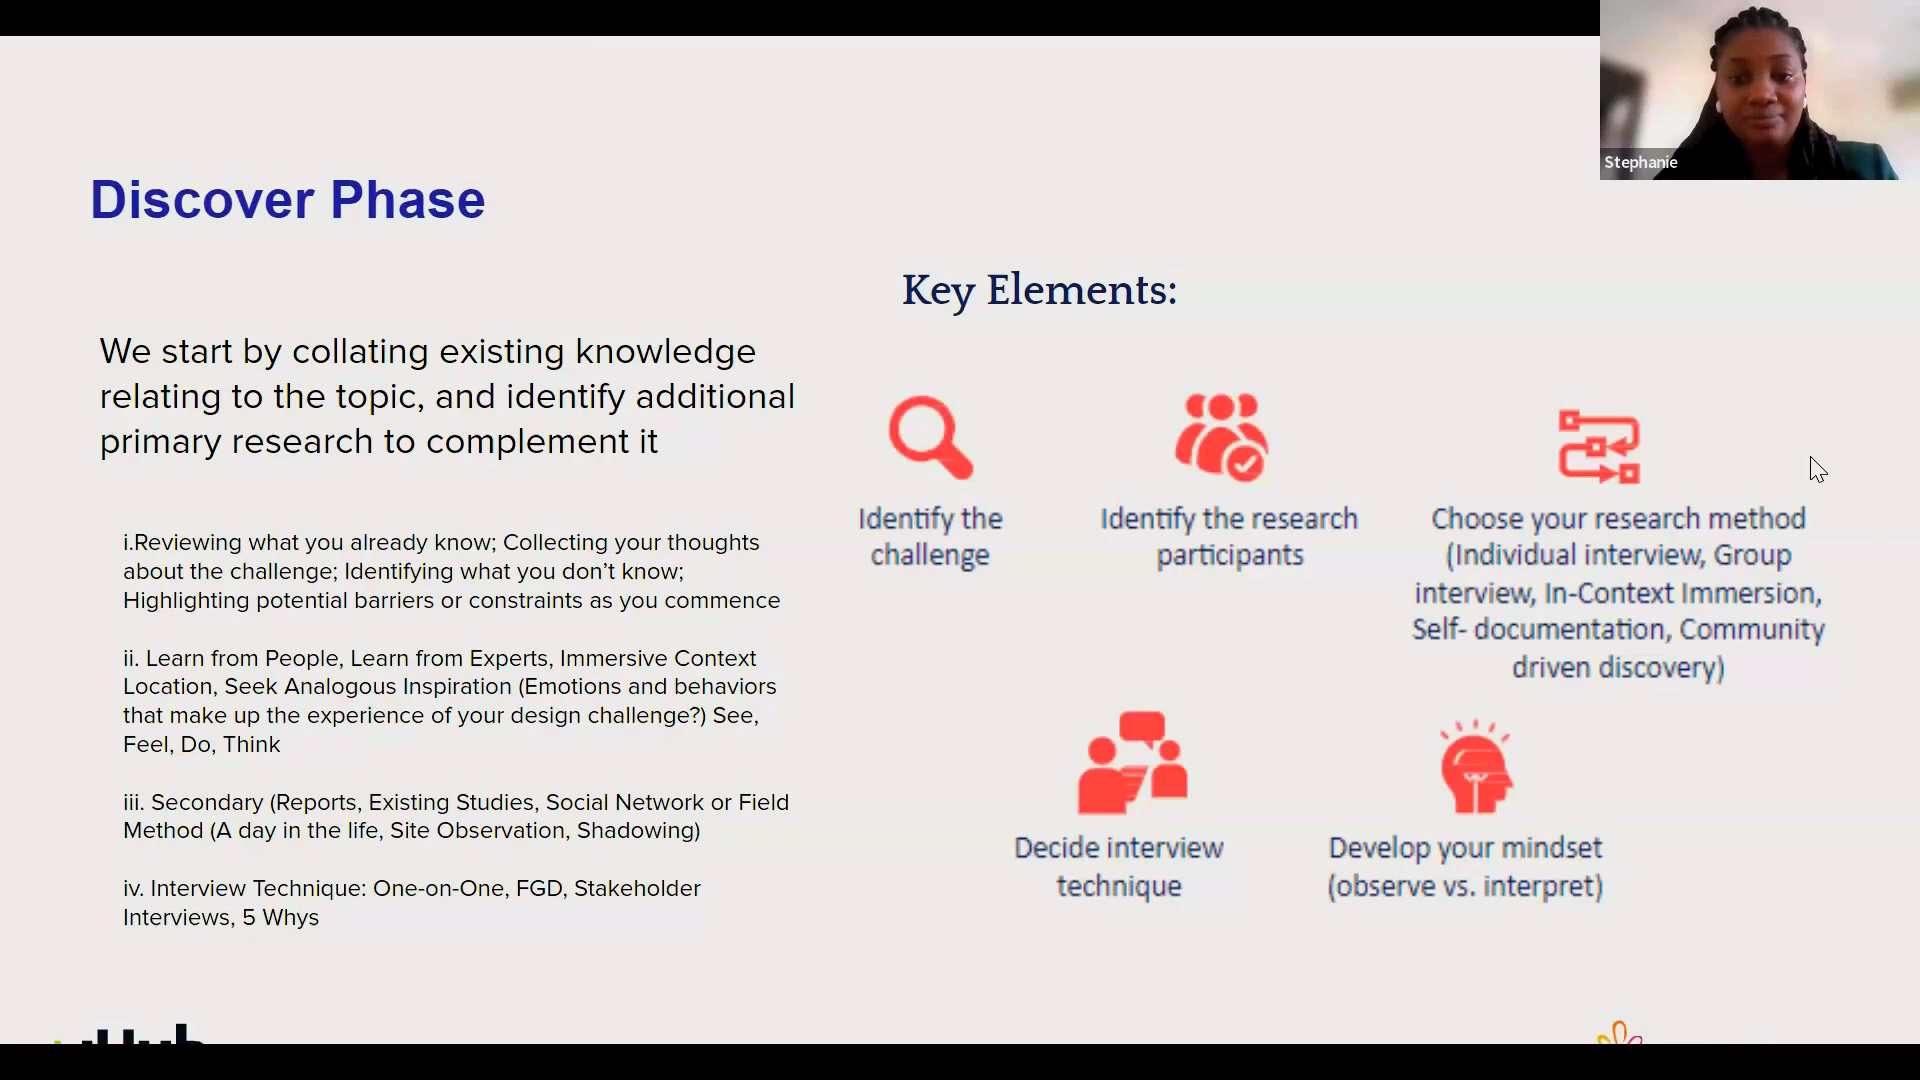 Stephanie
Discover Phase
We start by collating existing knowledge
relating to the topic, and identify additional
primary research to complement it
i.Reviewing what you already know; Collecting your thoughts
about the challenge; Identifying what you don’t know;
Highlighting potential barriers or constraints as you commence
ii. Learn from People, Learn from Experts, Immersive Context
Location, Seek Analogous Inspiration (Emotions and behaviors
that make up the experience of your design challenge?) See,
Feel, Do, Think
iii. Secondary (Reports, Existing Studies, Social Network or Field
Method (A day in the life, Site Observation, Shadowing)
iv. Interview Technique: One-on-One, FGD, Stakeholder
Interviews, 5 Whys
Key Elements:
Identify the
challenge
Identify the research
participants
Choose your research method
(Individual interview, Group
interview, In-Context Immersion,
Self- documentation, Community
driven discovery)
Decide interview
technique
Develop your mindset
(observe vs. interpret)